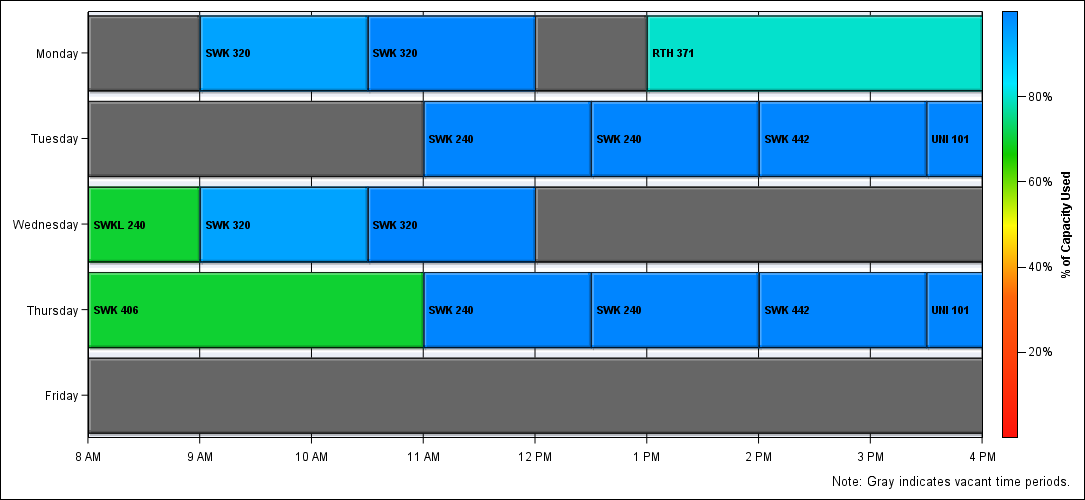 Monday
SWK 320
SWK 320
RTH 371
Tuesday
SWK 240
SWK 240
SWK 442
UNI 101
Wednesday
SWKL 240
SWK 320
SWK 320
Thursday
SWK 406
SWK 240
SWK 240
SWK 442
UNI 101
Friday
8 AM
9 AM
10 AM
11 AM
12 PM
1 PM
2 PM
3 PM
4 PM
80%
60%
40%
20%
% of Capacity Used
Note: Gray indicates vacant time periods.